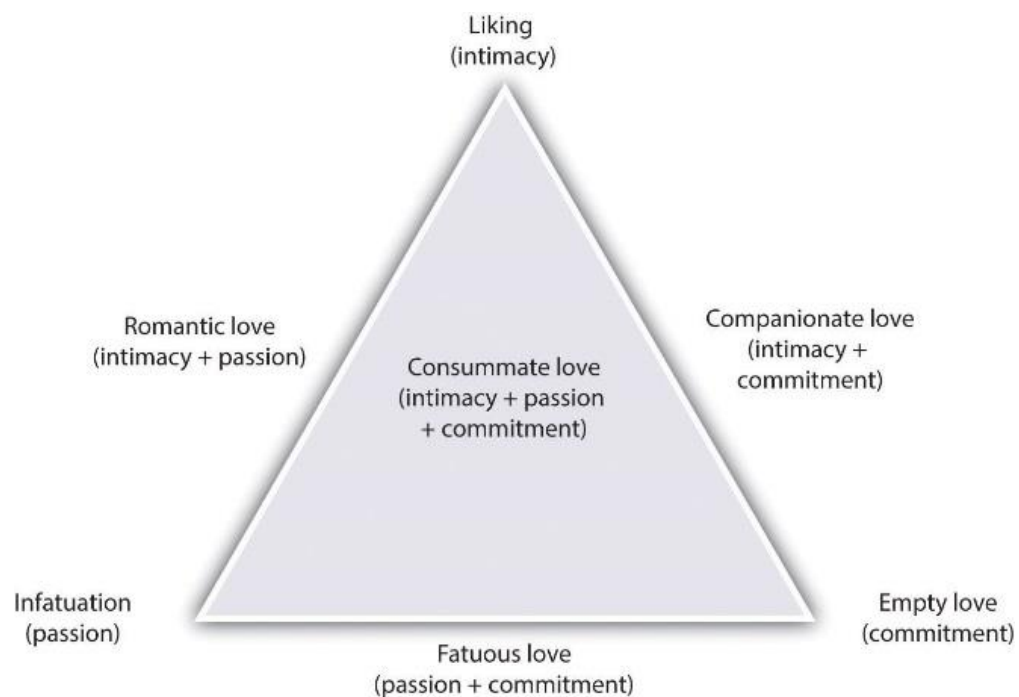 Liking
(intimacy)
Romantic love
(intimacy + passion)
Companionate love
(intimacy +
commitment)
Consummate love
(intimacy + passion
+ commitment)
Infatuation
(passion)
Empty love
(commitment)
Fatuous love
(passion + commitment)